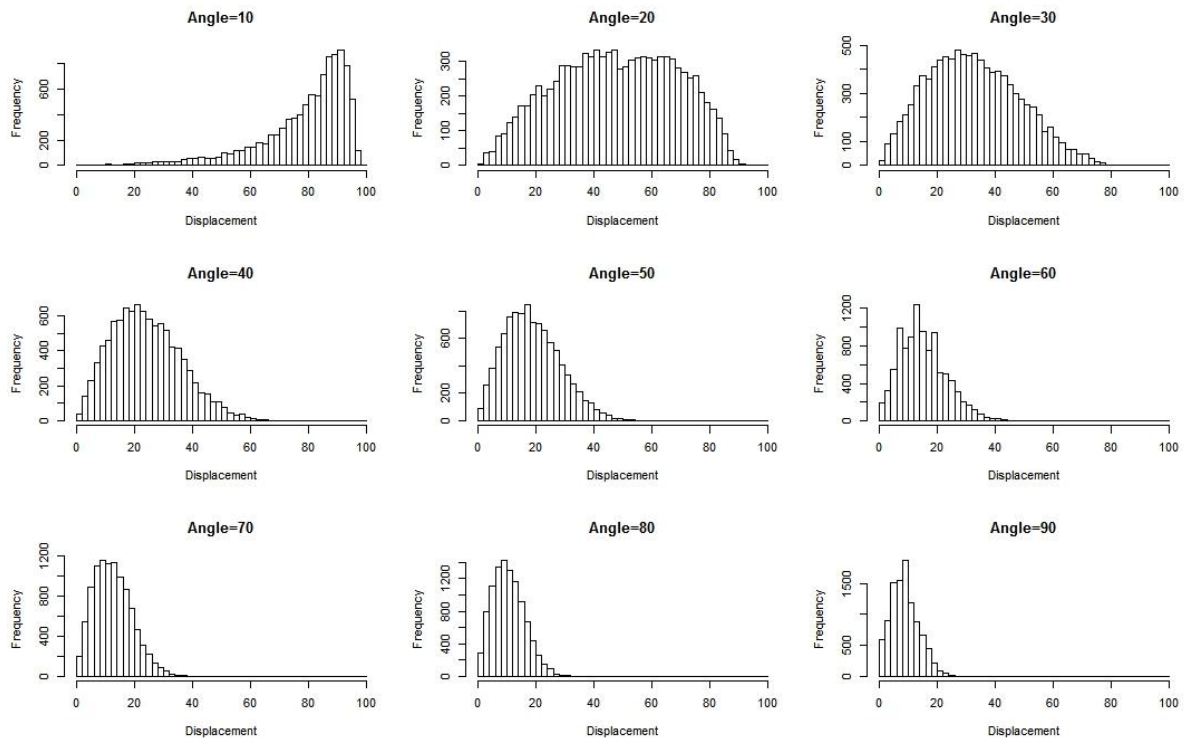 Angle=10
Frequency
200
600
0
0 20 40 60 80 100
Displacement
Angle=20
Frequency
0 100 200 300
0 20 40 60 80 100
Displacement
Angle=30
Frequency
0 100 300 500
0 20 40 60 80 100
Displacement
Angle=40
Frequency
0 200 400 600
0 20 40 60 80 100
Displacement
Angle=50
Frequency
0 200 600
0 20 40 60 80 100
Displacement
Angle=60
Frequency
0 400 800 1200
0 20 40 60 80 100
Displacement
Angle=70
Frequency
0 400 800 1200
0 20 40 60 80 100
Displacement
Angle=80
Frequency
0 400 800 1200
0 20 40 60 80 100
Displacement
Angle=90
Frequency
0 500 1500
0 20 40 60 80 100
Displacement